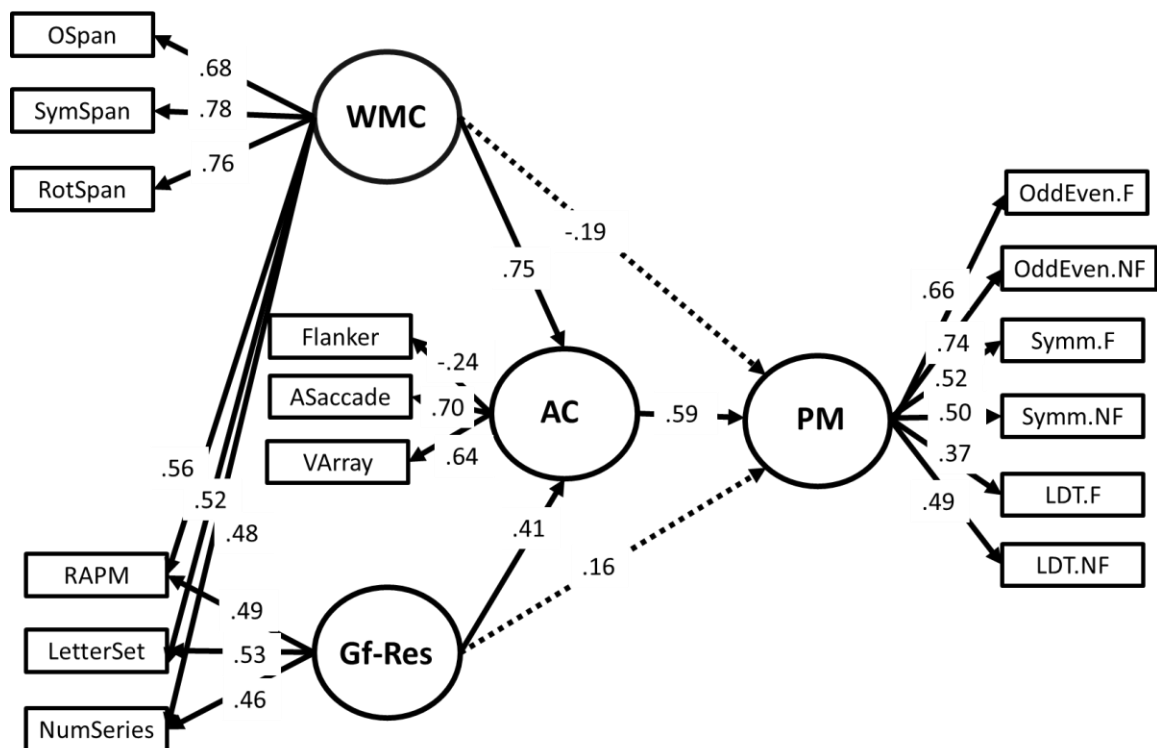 OSpan
SymSpan
RotSpan
.68
.78
.76
WMC
-.19
.75
OddEven.F
OddEven.NF
Symm.F
Symm.NF
LDT.F
LDT.NF
.66
.74
.52
.50
.37
.49
Flanker
ASaccade
VArray
-.24
.70
.64
AC
.59
PM
.56
.52
.48
.41
.16
RAPM
LetterSet
NumSeries
.49
.53
.46
Gf-Res